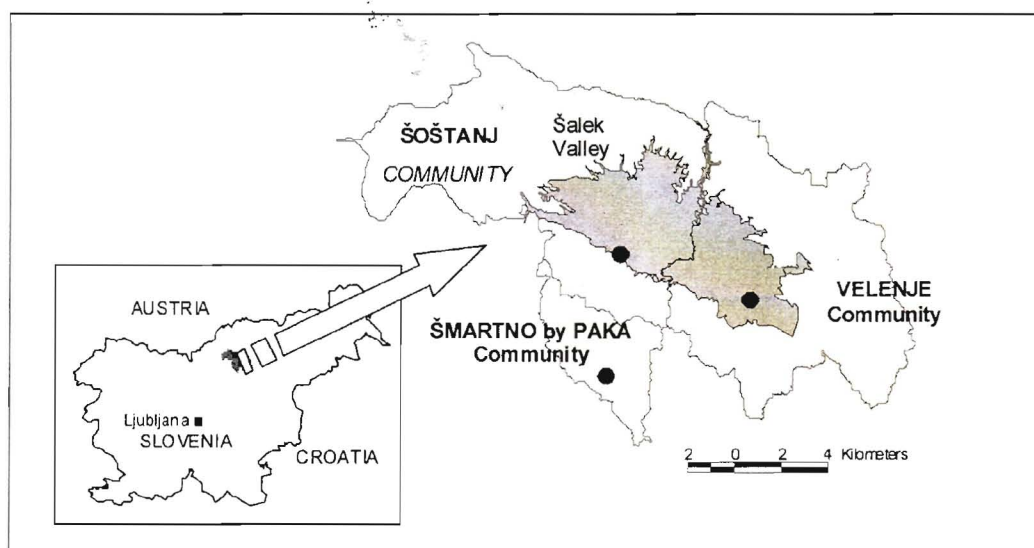 ŠOŠTANJ
COMMUNITY
Šalek
Valley
VELENJE
Community
ŠMARTNO by PAKA
Community
AUSTRIA
Ljubljana
SLOVENIA
CROATIA
2 0 2 4 Kilometers